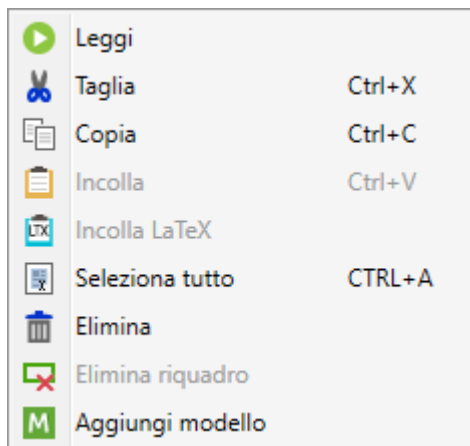 Leggi
Taglia Ctrl+X
Copia Ctrl+C
Incolla Ctrl+V
LTX Incolla LaTeX
Seleziona tutto CTRL+A
Elimina
Elimina riquadro
M Aggiungi modello